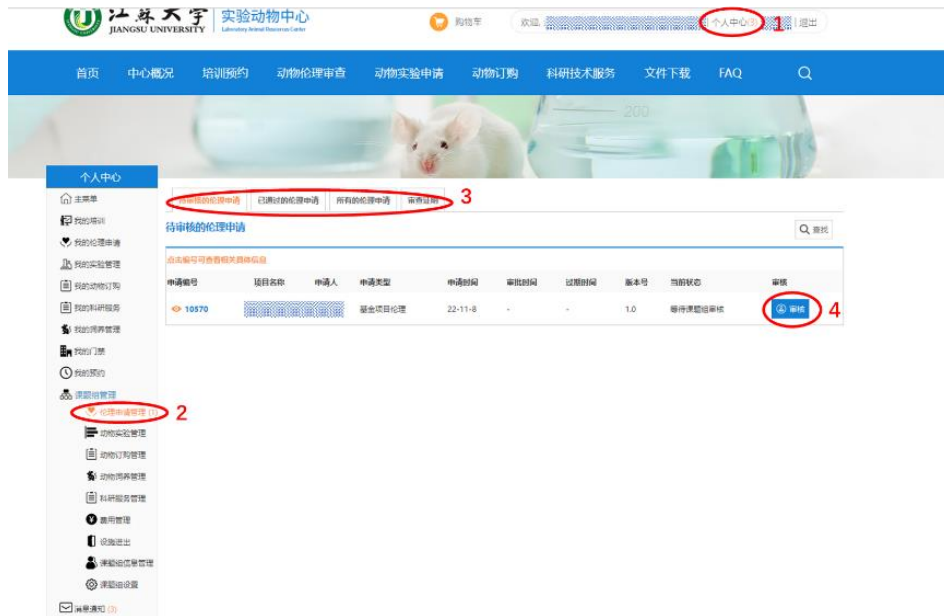 江苏大学 实验动物中心
JIANGSU UNIVERSITY Laboratory Animal Resources Center
购物车 欢迎, 个人中心(3) | 退出 1
首页 中心概况 培训预约 动物伦理审查 动物实验申请 动物订购 科研技术服务 文件下载 FAQ
200
个人中心
主菜单
我的培训
我的伦理申请
我的实验管理
我的动物订购
我的科研服务
我的饲养管理
我的门禁
我的预约
课题组管理
伦理申请管理 (1) 2
动物实验管理
动物订购管理
动物饲养管理
科研服务管理
费用管理
设施进出
课题组信息管理
课题组设置
消息通知 (3)
待审核的伦理申请 已通过的伦理申请 所有的伦理申请 审查证明 3
待审核的伦理申请 查找
点击编号可查看相关具体信息
申请编号 项目名称 申请人 申请类型 申请时间 审批时间 过期时间 版本号 当前状态 审核
10570 基金项目伦理 22-11-8 - - 1.0 等待课题组审核 审核 4